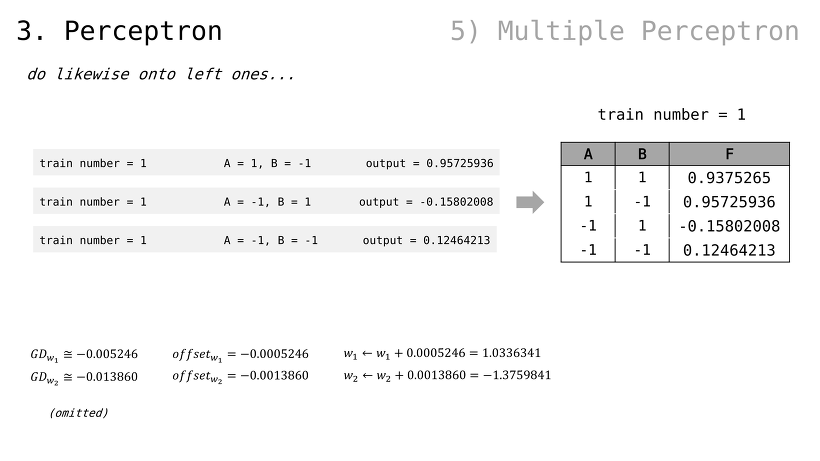 3. Perceptron
5) Multiple Perceptron
do likewise onto left ones...
train number = 1
train number = 1 A = 1, B = -1 output = 0.95725936
train number = 1 A = -1, B = 1 output = -0.15802008
train number = 1 A = -1, B = -1 output = 0.12464213
A B F
1 1 0.9375265
1 -1 0.95725936
-1 1 -0.15802008
-1 -1 0.12464213
GD_{w_1} ≅ −0.005246 offset_{w_1} = −0.0005246 w_1 ← w_1 + 0.0005246 = 1.0336341
GD_{w_2} ≅ −0.013860 offset_{w_2} = −0.0013860 w_2 ← w_2 + 0.0013860 = −1.3759841
(omitted)